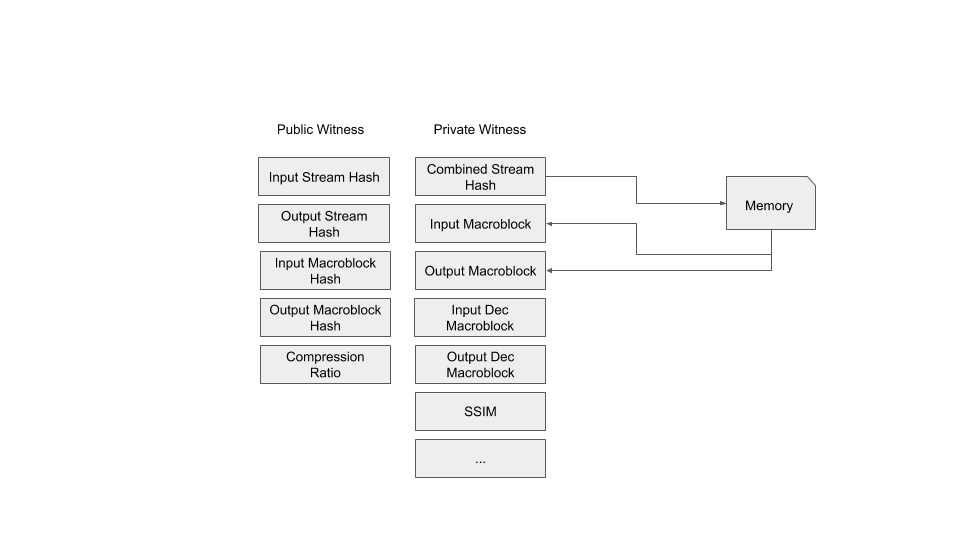 Public Witness
Private Witness
Input Stream Hash
Combined Stream
Hash
Memory
Output Stream
Hash
Input Macroblock
Input Macroblock
Hash
Output Macroblock
Output Macroblock
Hash
Input Dec
Macroblock
Compression
Ratio
Output Dec
Macroblock
SSIM
...